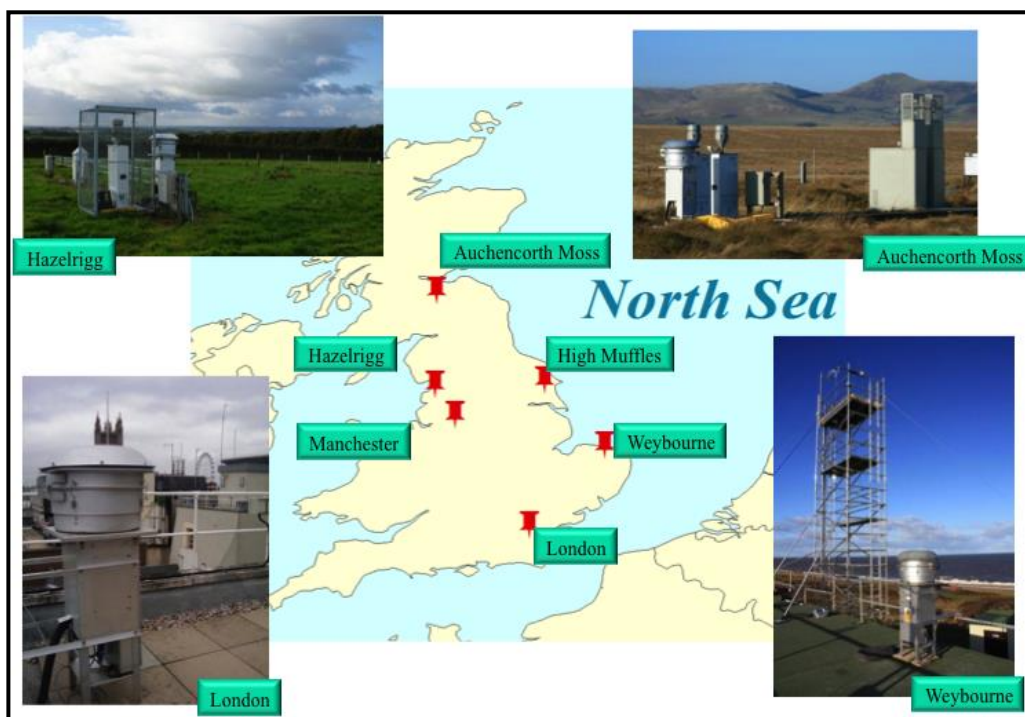 Hazelrigg
Auchencorth Moss
Auchencorth Moss
North Sea
Hazelrigg
High Muffles
Manchester
Weybourne
London
London
Weybourne